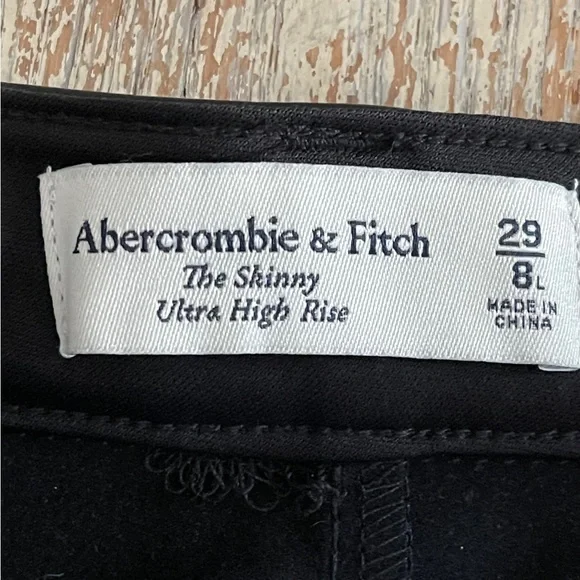 Abercrombie & Fitch
The Skinny
Ultra High Rise
29
8L
MADE IN
CHINA